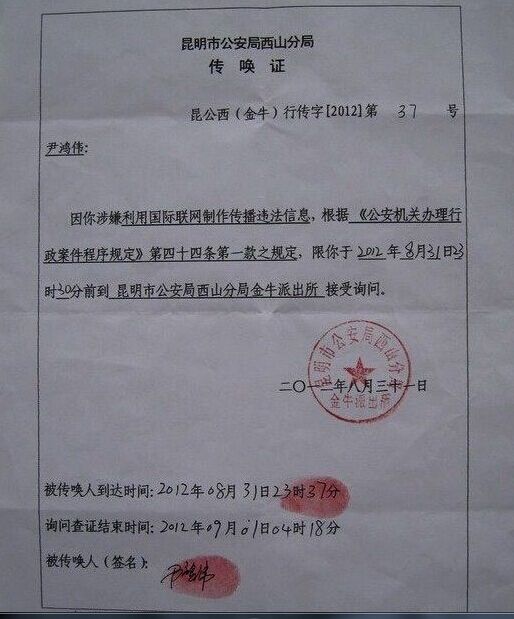 昆明市公安局西山分局
传唤证
昆公西（金牛）行传字[2012]第 37 号
尹鸿伟：
因你涉嫌利用国际联网制作传播违法信息，根据《公安机关办理行
政案件程序规定》第四十四条第一款之规定，限你于 2012年8月31日23
时30分前到 昆明市公安局西山分局金牛派出所 接受询问。
昆明市公安局西山分局
金牛派出所
二〇一二年八月三十一日
被传唤人到达时间：2012年08月31日23时37分
询问查证结束时间：2012年09月01日04时18分
被传唤人（签名）：
尹鸿伟